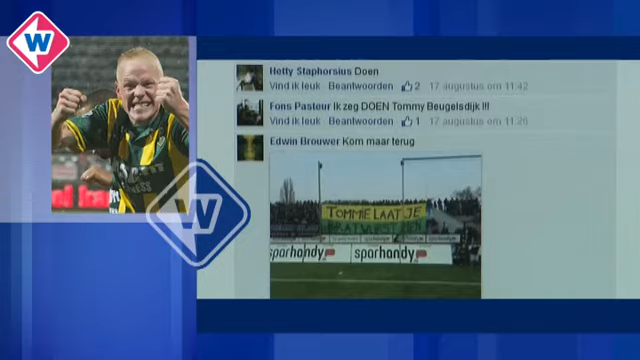 W
W
Hetty Staphorsius Doen
Vind ik leuk Beantwoorden 2 17 augustus om 11:42
Fons Pasteur Ik zeg DOEN Tommy Beugelsdijk !!!
Vind ik leuk Beantwoorden 1 17 augustus om 11:26
Edwin Brouwer Kom maar terug
TOMMIE LAAT JE
sparhandy
sparhandy